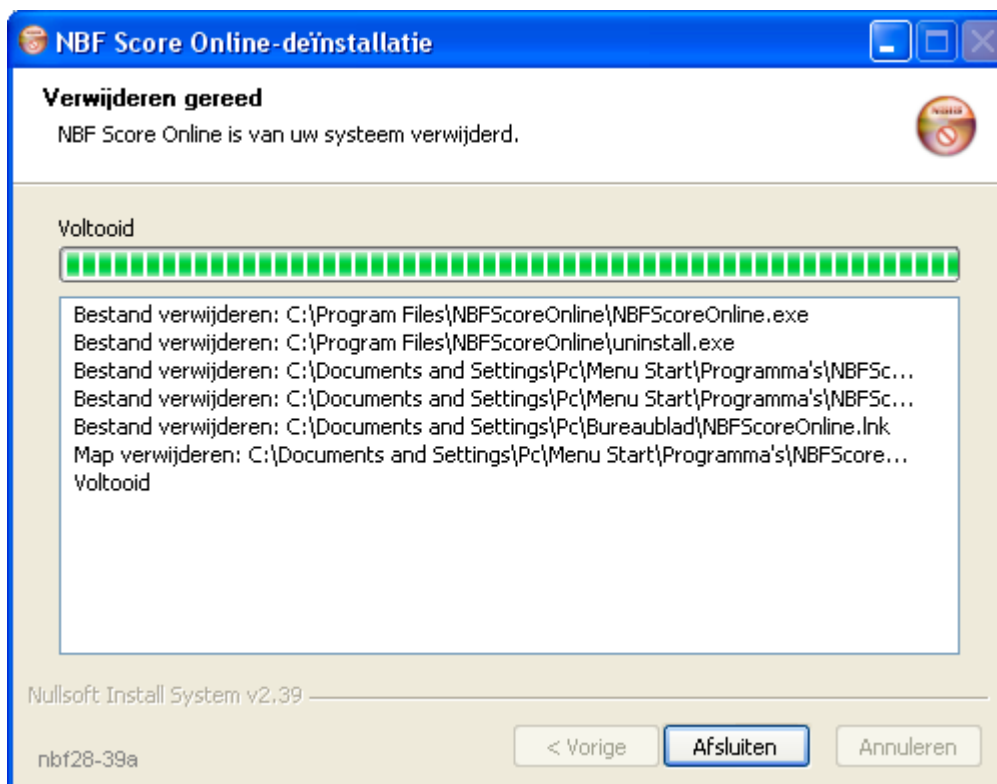 NBF Score Online-deïnstallatie
Verwijderen gereed
NBF Score Online is van uw systeem verwijderd.
Voltooid
Bestand verwijderen: C:\Program Files\NBFScoreOnline\NBFScoreOnline.exe
Bestand verwijderen: C:\Program Files\NBFScoreOnline\uninstall.exe
Bestand verwijderen: C:\Documents and Settings\Pc\Menu Start\Programma's\NBFSc...
Bestand verwijderen: C:\Documents and Settings\Pc\Menu Start\Programma's\NBFSc...
Bestand verwijderen: C:\Documents and Settings\Pc\Bureaublad\NBFScoreOnline.lnk
Map verwijderen: C:\Documents and Settings\Pc\Menu Start\Programma's\NBFScore...
Voltooid
Nullsoft Install System v2.39
nbf28-39a
< Vorige
Afsluiten
Annuleren